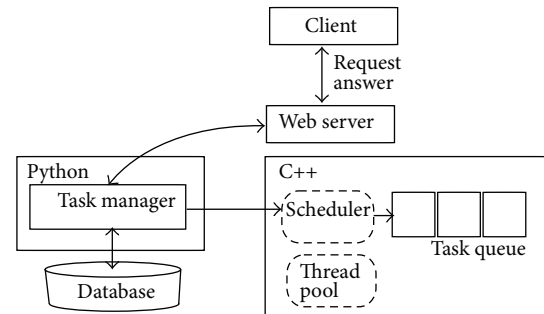 Client
Request
answer
Web server
Python
Task manager
Database
C++
Scheduler
Task queue
Thread
pool